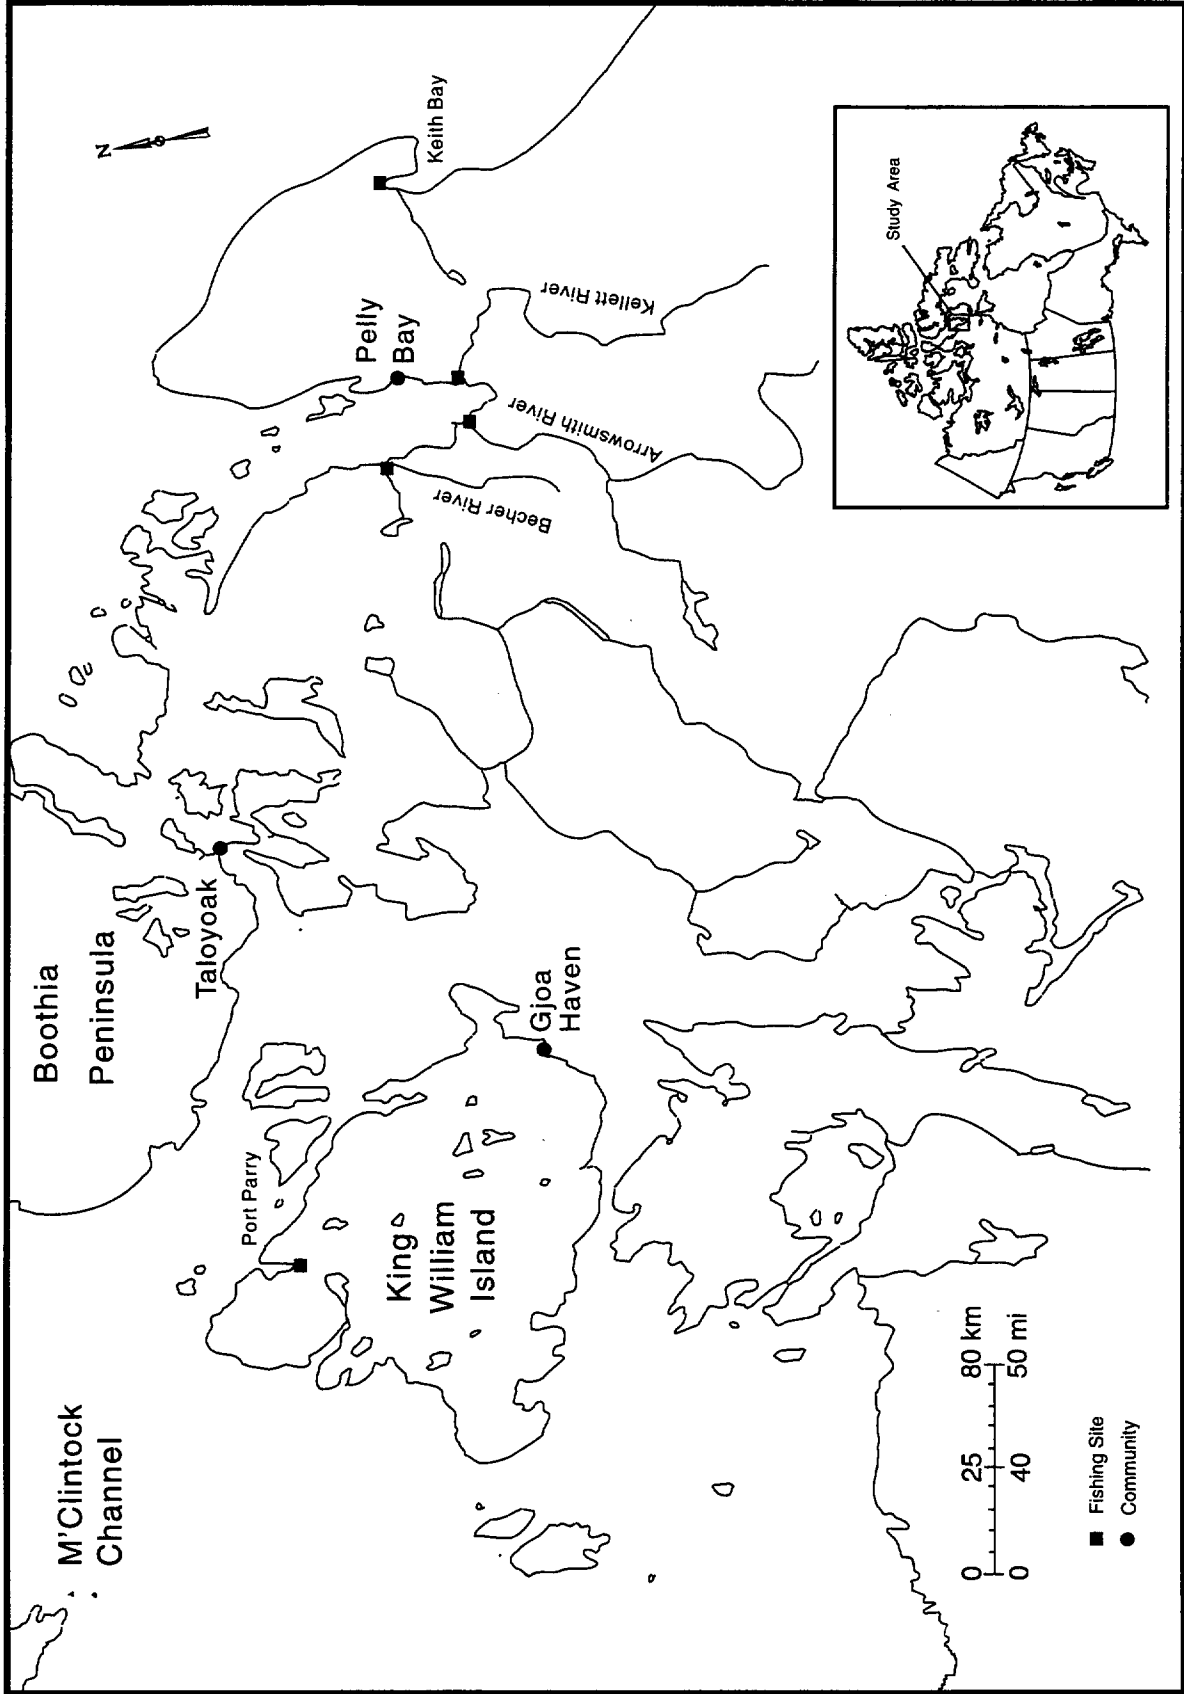 M'Clintock
Channel
Boothia
Peninsula
N
Taloyoak
Port Parry
King
William
Island
Gjoa
Haven
Pelly
Bay
Keith Bay
Kellett River
Arrowsmith River
Becher River
Study Area
0 25 80 km
0 40 50 mi
Fishing Site
Community